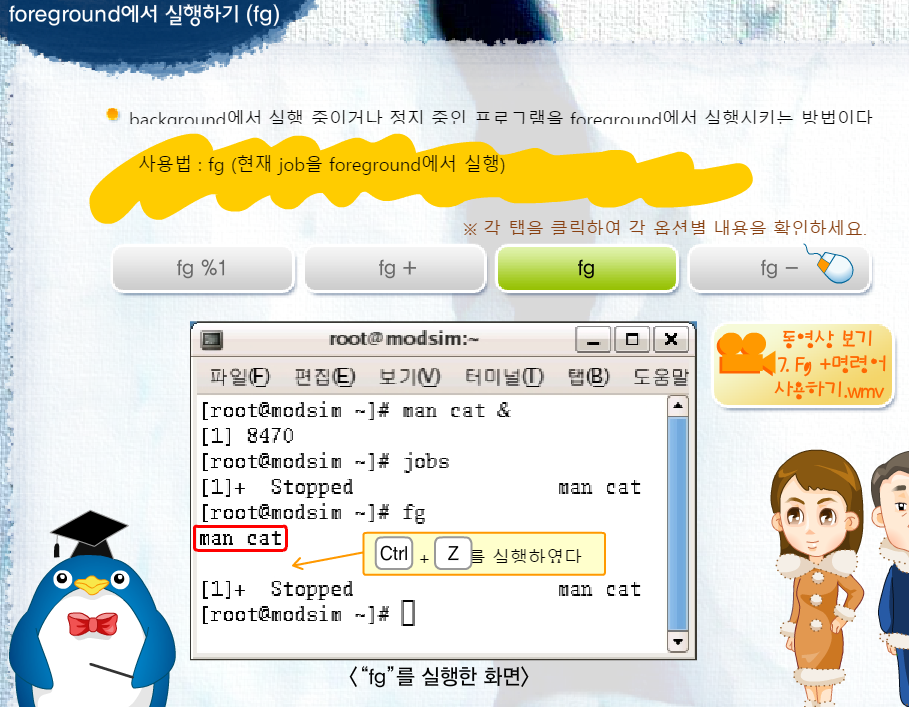 foreground에서 실행하기 (fg)
background에서 실행 중이거나 정지 중인 프로그램을 foreground에서 실행시키는 방법이다
사용법 : fg (현재 job을 foreground에서 실행)
※ 각 탭을 클릭하여 각 옵션별 내용을 확인하세요.
fg %1
fg +
fg
fg −
root@modsim:~
파일(F) 편집(E) 보기(V) 터미널(T) 탭(B) 도움말
[root@modsim ~]# man cat &
[1] 8470
[root@modsim ~]# jobs
[1]+  Stopped                 man cat
[root@modsim ~]# fg
man cat
Ctrl + Z 를 실행하였다
[1]+  Stopped                 man cat
[root@modsim ~]#
동영상 보기
7. Fg +명령어
사용하기.wmv
〈“fg”를 실행한 화면〉